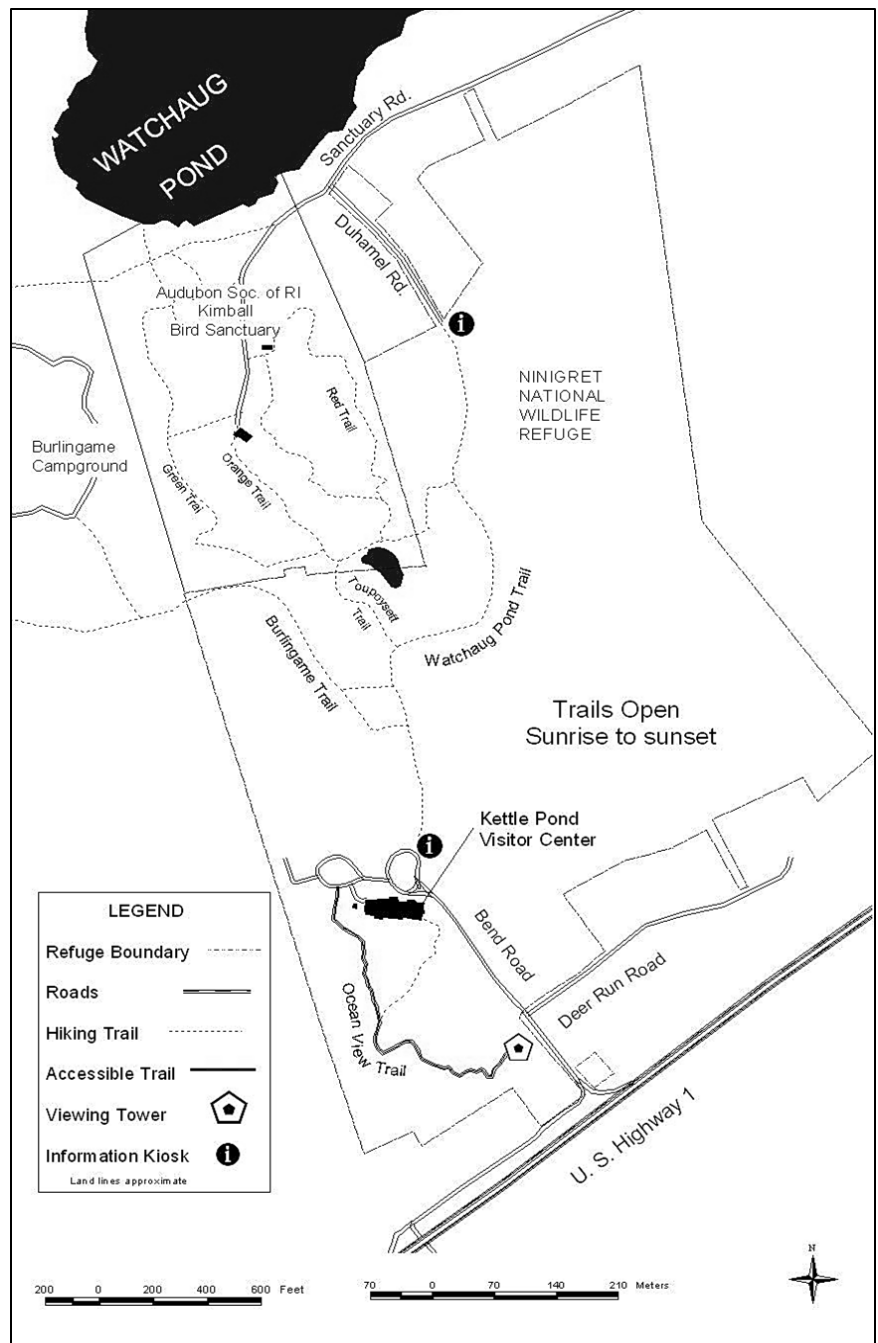 WATCHAUG
POND
Sanctuary Rd.
Duhamel Rd.
Audubon Soc. of RI
Kimball
Bird Sanctuary
i
NINIGRET
NATIONAL
WILDLIFE
REFUGE
Red Trail
Burlingame
Campground
Green Trail
Orange Trail
Toupoysett
Trail
Watchaug Pond Trail
Burlingame Trail
Trails Open
Sunrise to sunset
Kettle Pond
Visitor Center
i
LEGEND
Refuge Boundary
Roads
Hiking Trail
Accessible Trail
Viewing Tower
Information Kiosk i
Land lines approximate
Bend Road
Deer Run Road
Ocean View Trail
U. S. Highway 1
N
200 0 200 400 600 Feet
70 0 70 140 210 Meters